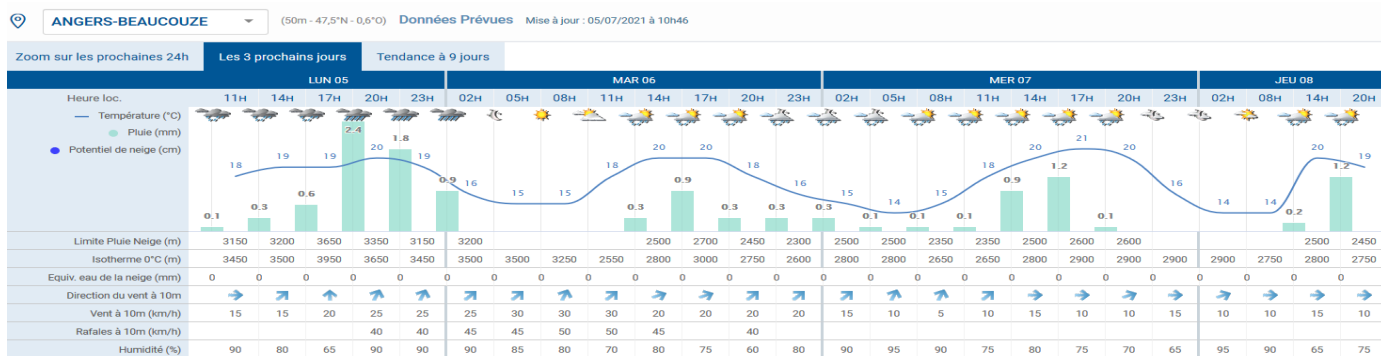 ANGERS-BEAUCOUZE (50m - 47,5°N - 0,6°O) Données Prévues Mise à jour : 05/07/2021 à 10h46
Zoom sur les prochaines 24h Les 3 prochains jours Tendance à 9 jours
LUN 05 MAR 06 MER 07 JEU 08
Heure loc. 11H 14H 17H 20H 23H 02H 05H 08H 11H 14H 17H 20H 23H 02H 05H 08H 11H 14H 17H 20H 23H 02H 08H 14H 20H
Température (°C)
Pluie (mm)
Potentiel de neige (cm)
18 19 19 20 19 16 15 15 18 20 20 18 16 15 14 15 18 20 21 20 16 14 14 20 19
0.1 0.3 0.6 2.4 1.8 0.9 0.3 0.9 0.3 0.3 0.3 0.1 0.1 0.1 0.9 1.2 0.1 0.2 1.2
Limite Pluie Neige (m) 3150 3200 3650 3350 3150 3200 2500 2700 2450 2300 2500 2500 2350 2350 2500 2600 2600 2500 2450
Isotherme 0°C (m) 3450 3500 3950 3650 3450 3500 3500 3250 2550 2800 3000 2750 2600 2800 2800 2650 2650 2800 2900 2900 2900 2900 2750 2800 2750
Equiv. eau de la neige (mm) 0 0 0 0 0 0 0 0 0 0 0 0 0 0 0 0 0 0 0 0 0 0 0 0 0
Direction du vent à 10m
Vent à 10m (km/h) 15 15 20 25 25 25 30 30 30 20 20 20 20 15 10 5 10 15 10 10 15 10 10 15 10
Rafales à 10m (km/h) 40 40 45 45 50 50 45 40
Humidité (%) 90 80 65 90 90 90 85 80 70 80 75 60 80 90 95 90 75 80 75 70 65 95 90 65 75